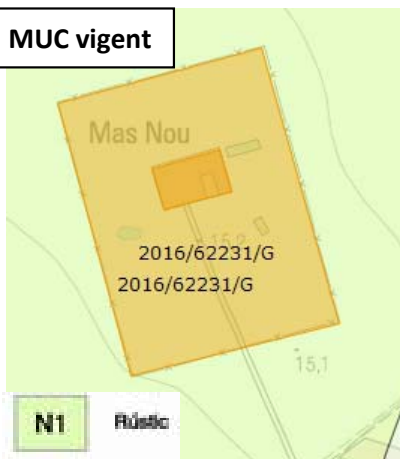 MUC vigent
Mas Nou
15,2
2016/62231/G
2016/62231/G
15,1
N1 Rústic